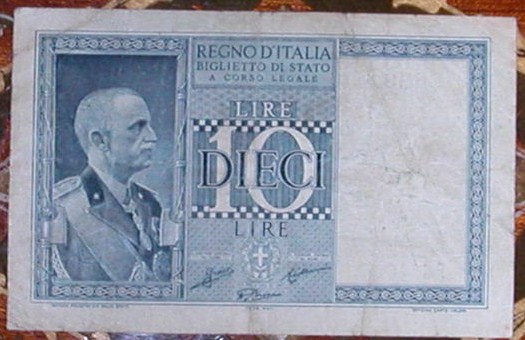 REGNO D'ITALIA
BIGLIETTO DI STATO
A CORSO LEGALE
LIRE
10
DIECI
LIRE